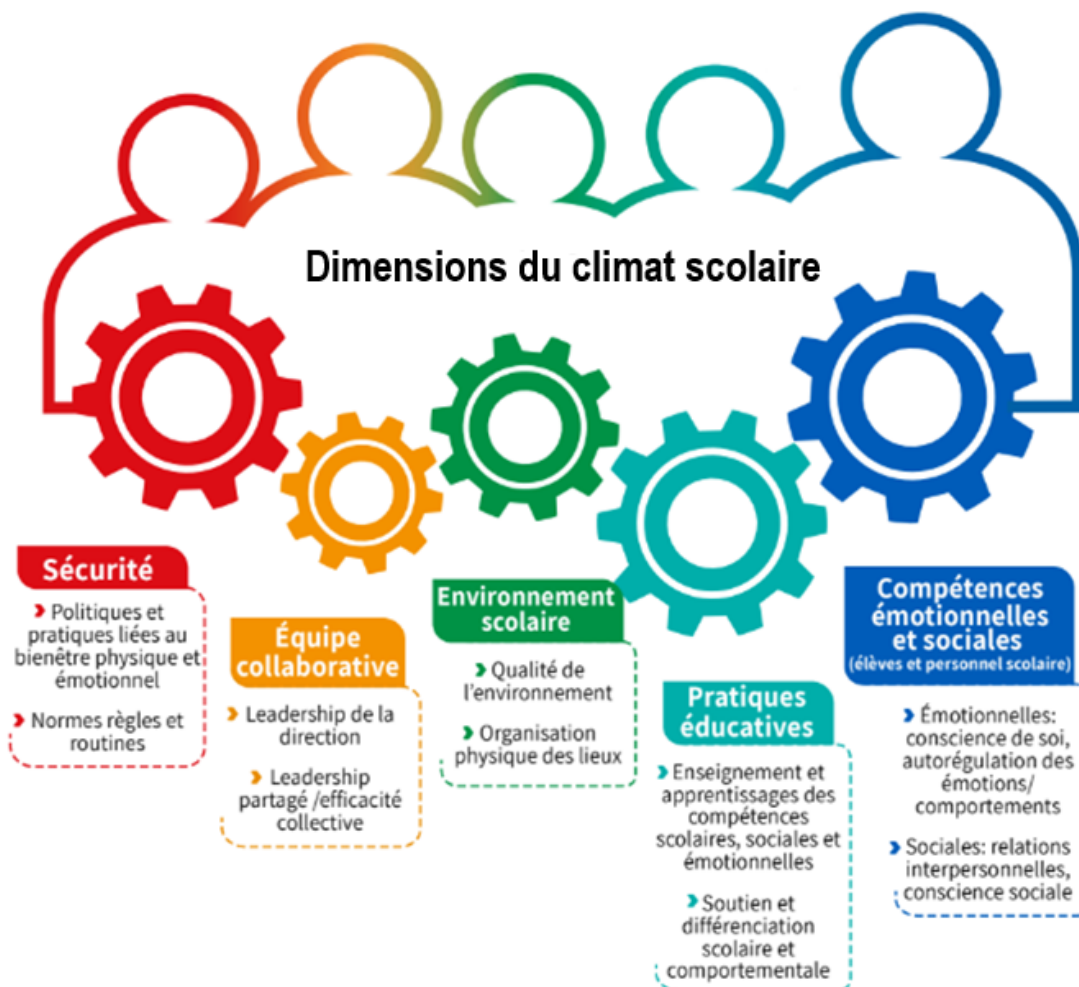 Dimensions du climat scolaire
Sécurité
Politiques et
pratiques liées au
bienêtre physique et
émotionnel
Normes règles et
routines
Équipe
collaborative
Leadership de la
direction
Leadership
partagé /efficacité
collective
Environnement
scolaire
Qualité de
l'environnement
Organisation
physique des lieux
Pratiques
éducatives
Enseignement et
apprentissages des
compétences
scolaires, sociales et
émotionnelles
Soutien et
différenciation
scolaire et
comportementale
Compétences
émotionnelles
et sociales
(élèves et personnel scolaire)
Émotionnelles:
conscience de soi,
autorégulation des
émotions/
comportements
Sociales: relations
interpersonnelles,
conscience sociale